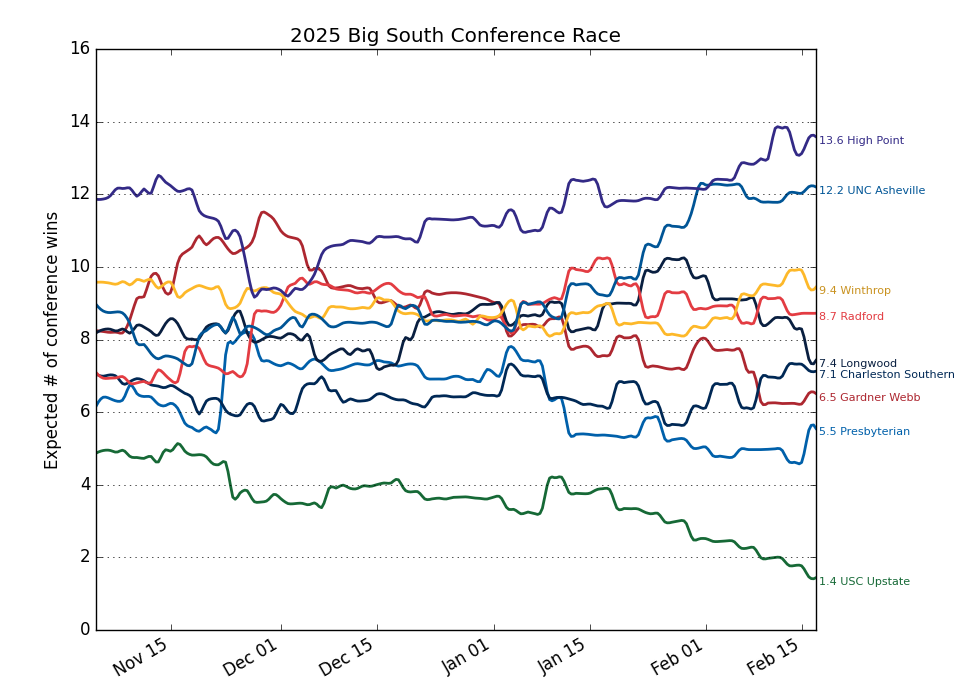 2025 Big South Conference Race
Expected # of conference wins
16
14
12
10
8
6
4
2
0
13.6 High Point
12.2 UNC Asheville
9.4 Winthrop
8.7 Radford
7.4 Longwood
7.1 Charleston Southern
6.5 Gardner Webb
5.5 Presbyterian
1.4 USC Upstate
Nov 15
Dec 01
Dec 15
Jan 01
Jan 15
Feb 01
Feb 15